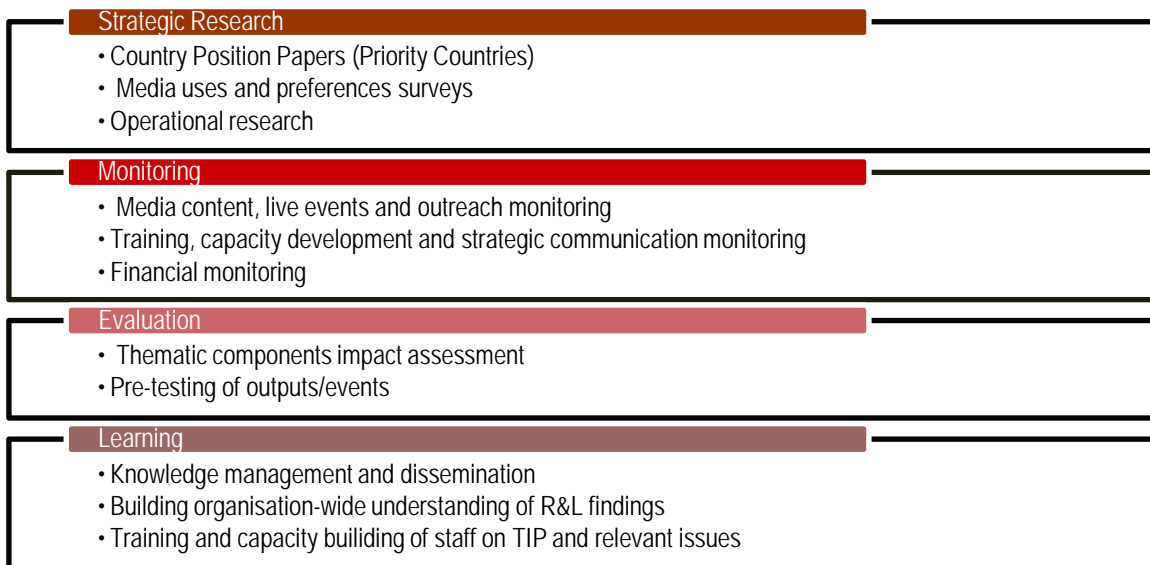 Strategic Research
• Country Position Papers (Priority Countries)
• Media uses and preferences surveys
• Operational research
Monitoring
• Media content, live events and outreach monitoring
• Training, capacity development and strategic communication monitoring
• Financial monitoring
Evaluation
• Thematic components impact assessment
• Pre-testing of outputs/events
Learning
• Knowledge management and dissemination
• Building organisation-wide understanding of R&L findings
• Training and capacity builiding of staff on TIP and relevant issues